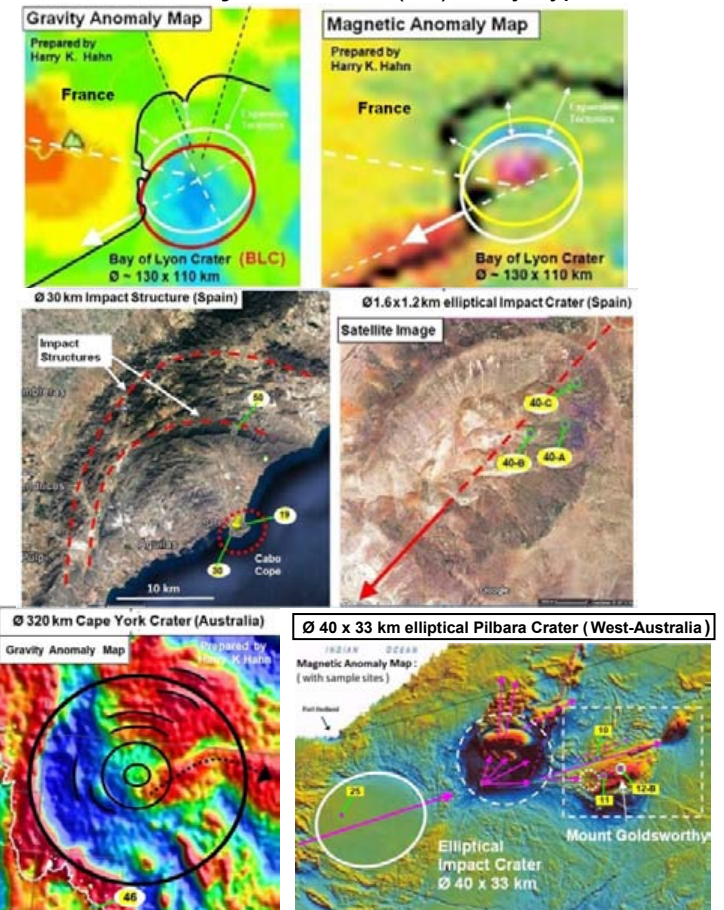 Gravity Anomaly Map
Prepared by
Harry K. Hahn
France
Expansion
Tectonics
Bay of Lyon Crater (BLC)
Ø ~ 130 x 110 km
Magnetic Anomaly Map
Prepared by
Harry K. Hahn
France
Expansion
Tectonics
Bay of Lyon Crater
Ø ~ 130 x 110 km
Ø 30 km Impact Structure (Spain)
Impact
Structures
50
19
30
Aguilas
Cabo
Cope
10 km
Ø1.6x1.2 km elliptical Impact Crater (Spain)
Satellite Image
40-C
40-B
40-A
Google
Ø 320 km Cape York Crater (Australia)
Gravity Anomaly Map
Prepared by
Harry K Hahn
46
Ø 40 x 33 km elliptical Pilbara Crater (West-Australia)
INDIAN OCEAN
Magnetic Anomaly Map :
( with sample sites )
Port Hedland
25
10
11
12-B
Mount Goldsworthy
Elliptical
Impact Crater
Ø 40 x 33 km